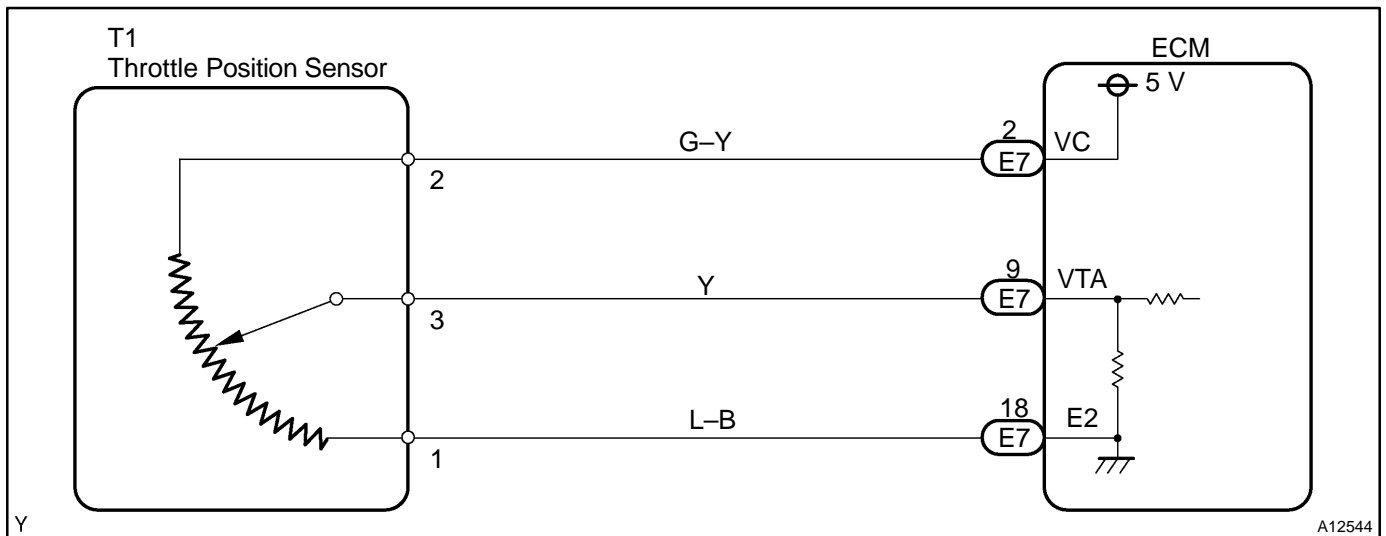 T1
Throttle Position Sensor
ECM
5 V
2
G–Y
2
E7
VC
3
Y
9
E7
VTA
1
L–B
18
E7
E2
Y
A12544